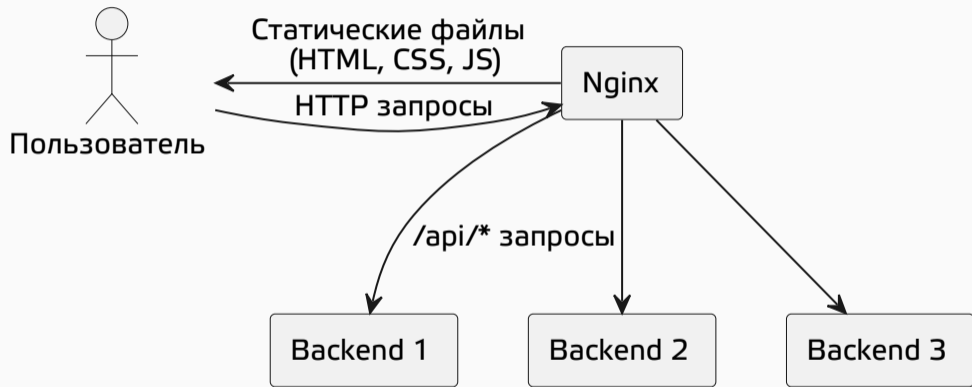 Статические файлы
(HTML, CSS, JS)
Nginx
HTTP запросы
Пользователь
/api/* запросы
Backend 1
Backend 2
Backend 3